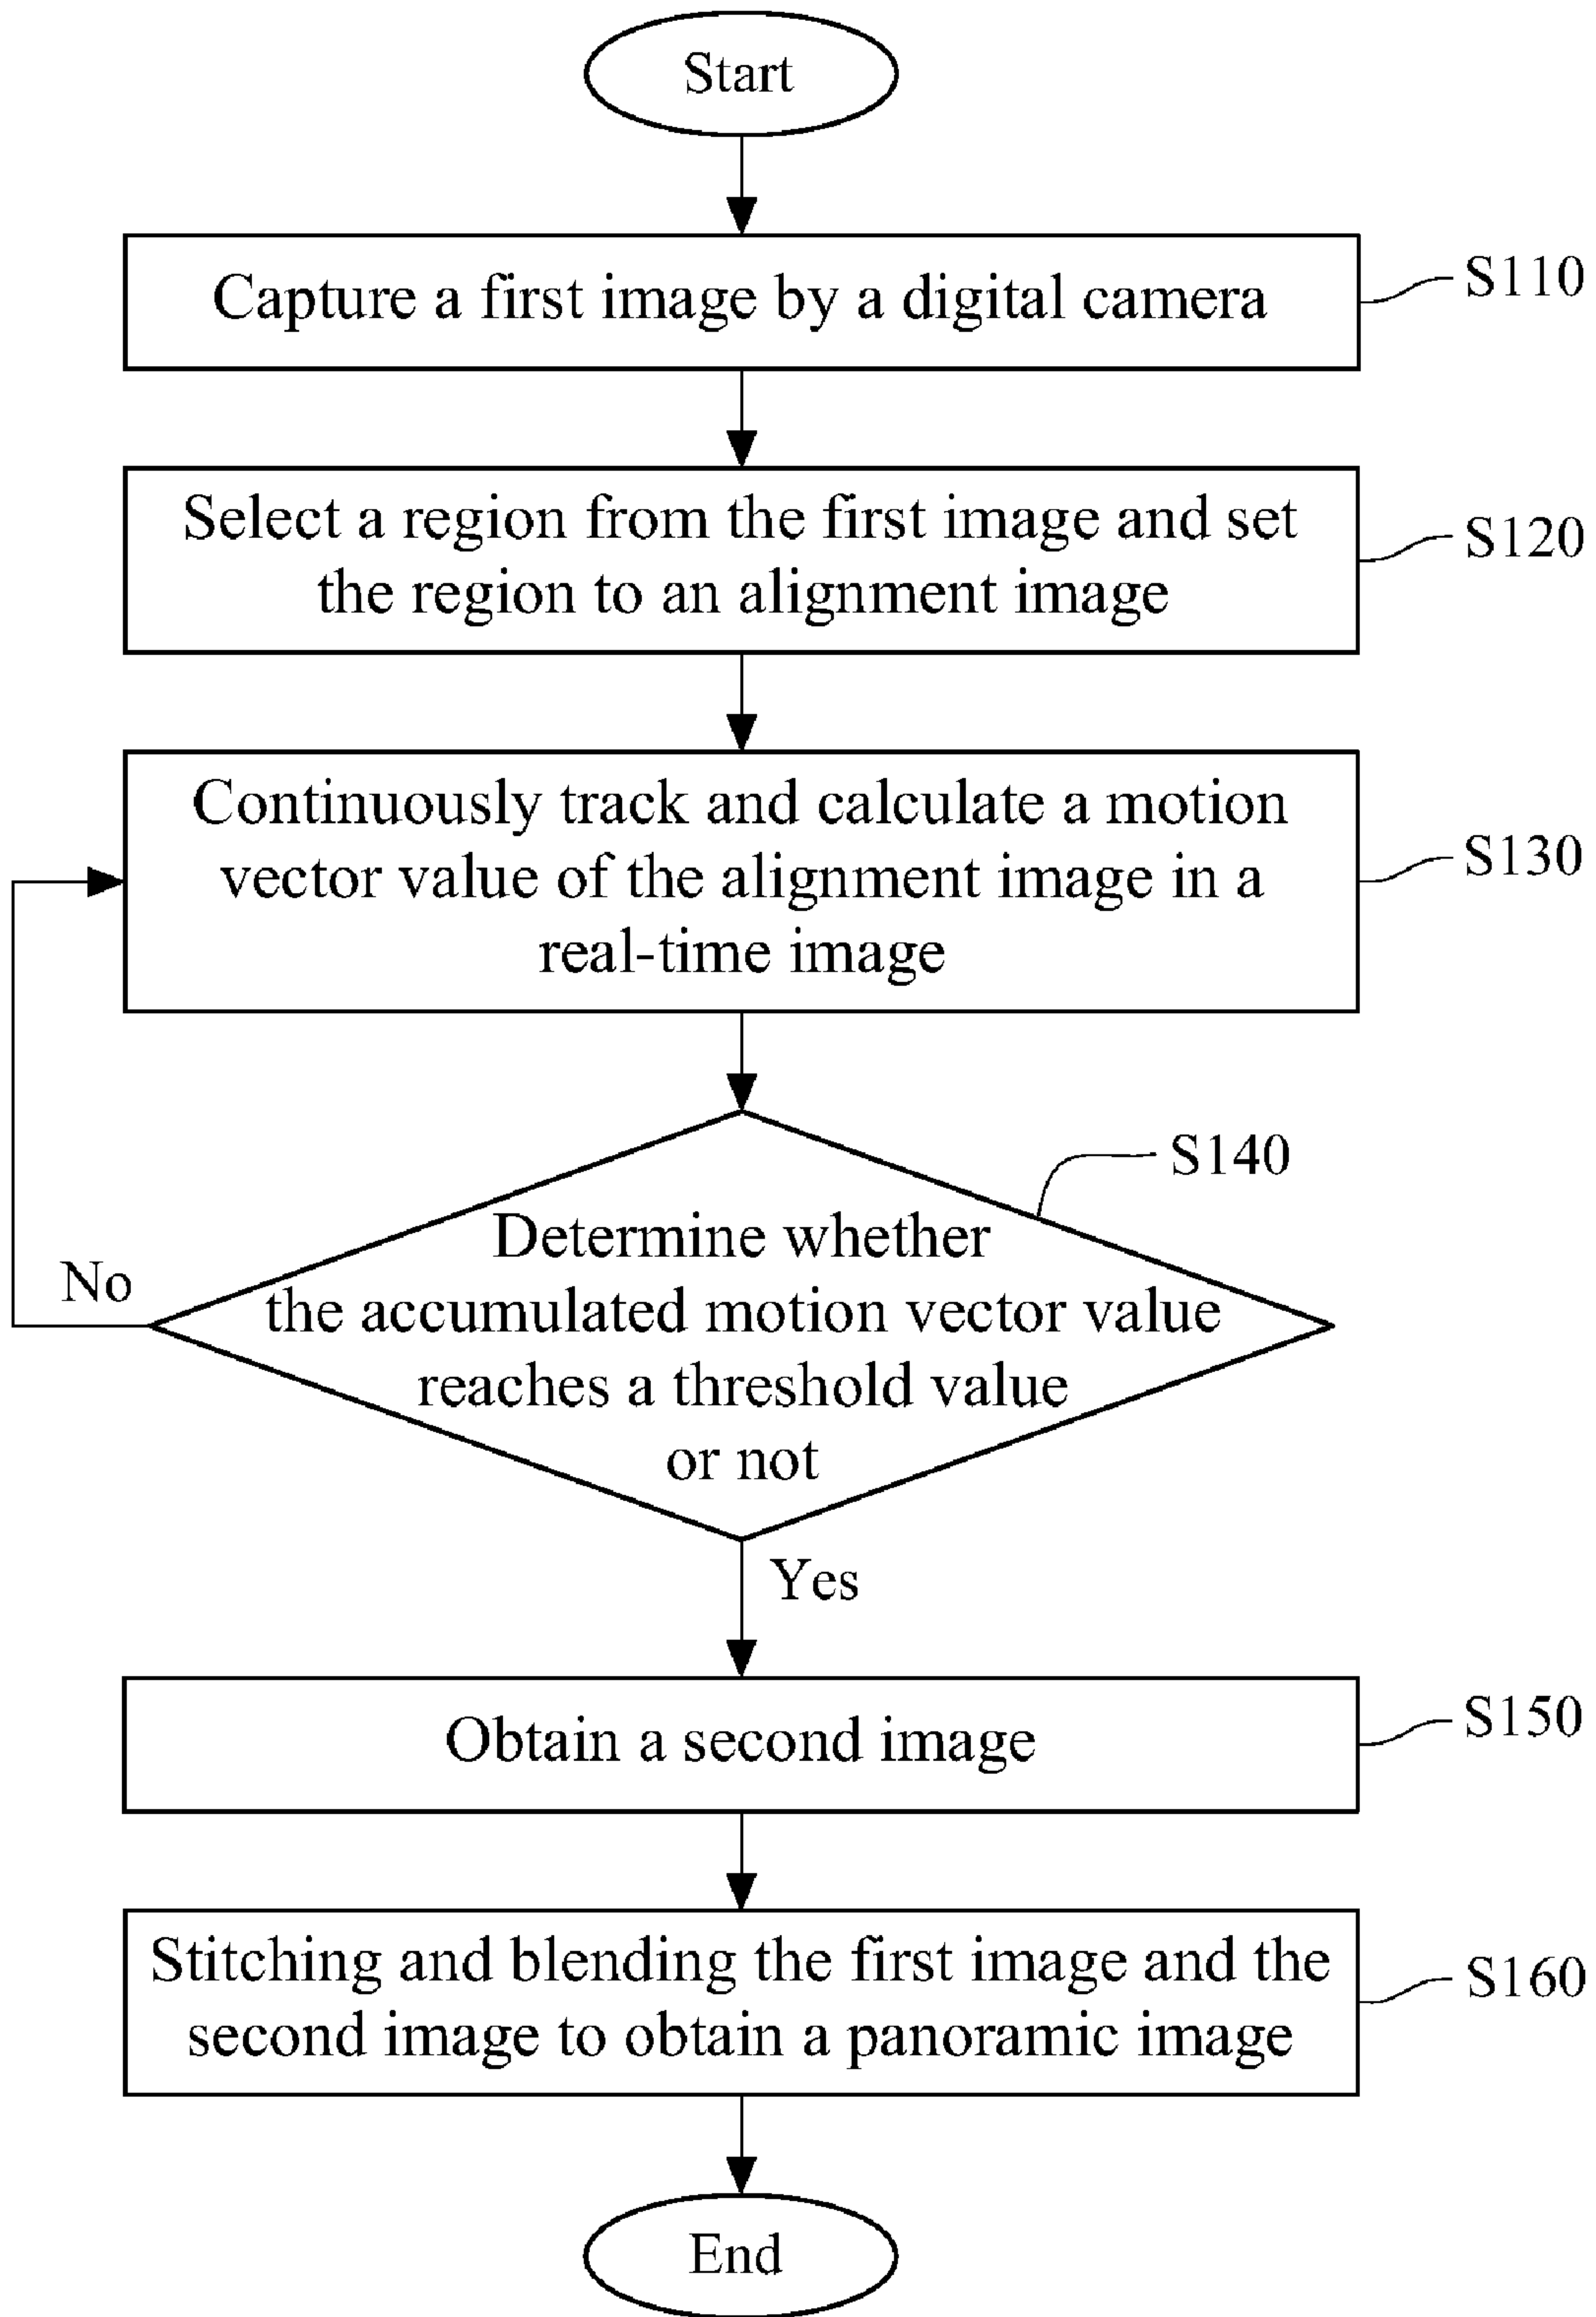 Start
Capture a first image by a digital camera
S110
Select a region from the first image and set
the region to an alignment image
S120
Continuously track and calculate a motion
vector value of the alignment image in a
real-time image
S130
S140
Determine whether
the accumulated motion vector value
reaches a threshold value
or not
No
Yes
Obtain a second image
S150
Stitching and blending the first image and the
second image to obtain a panoramic image
S160
End